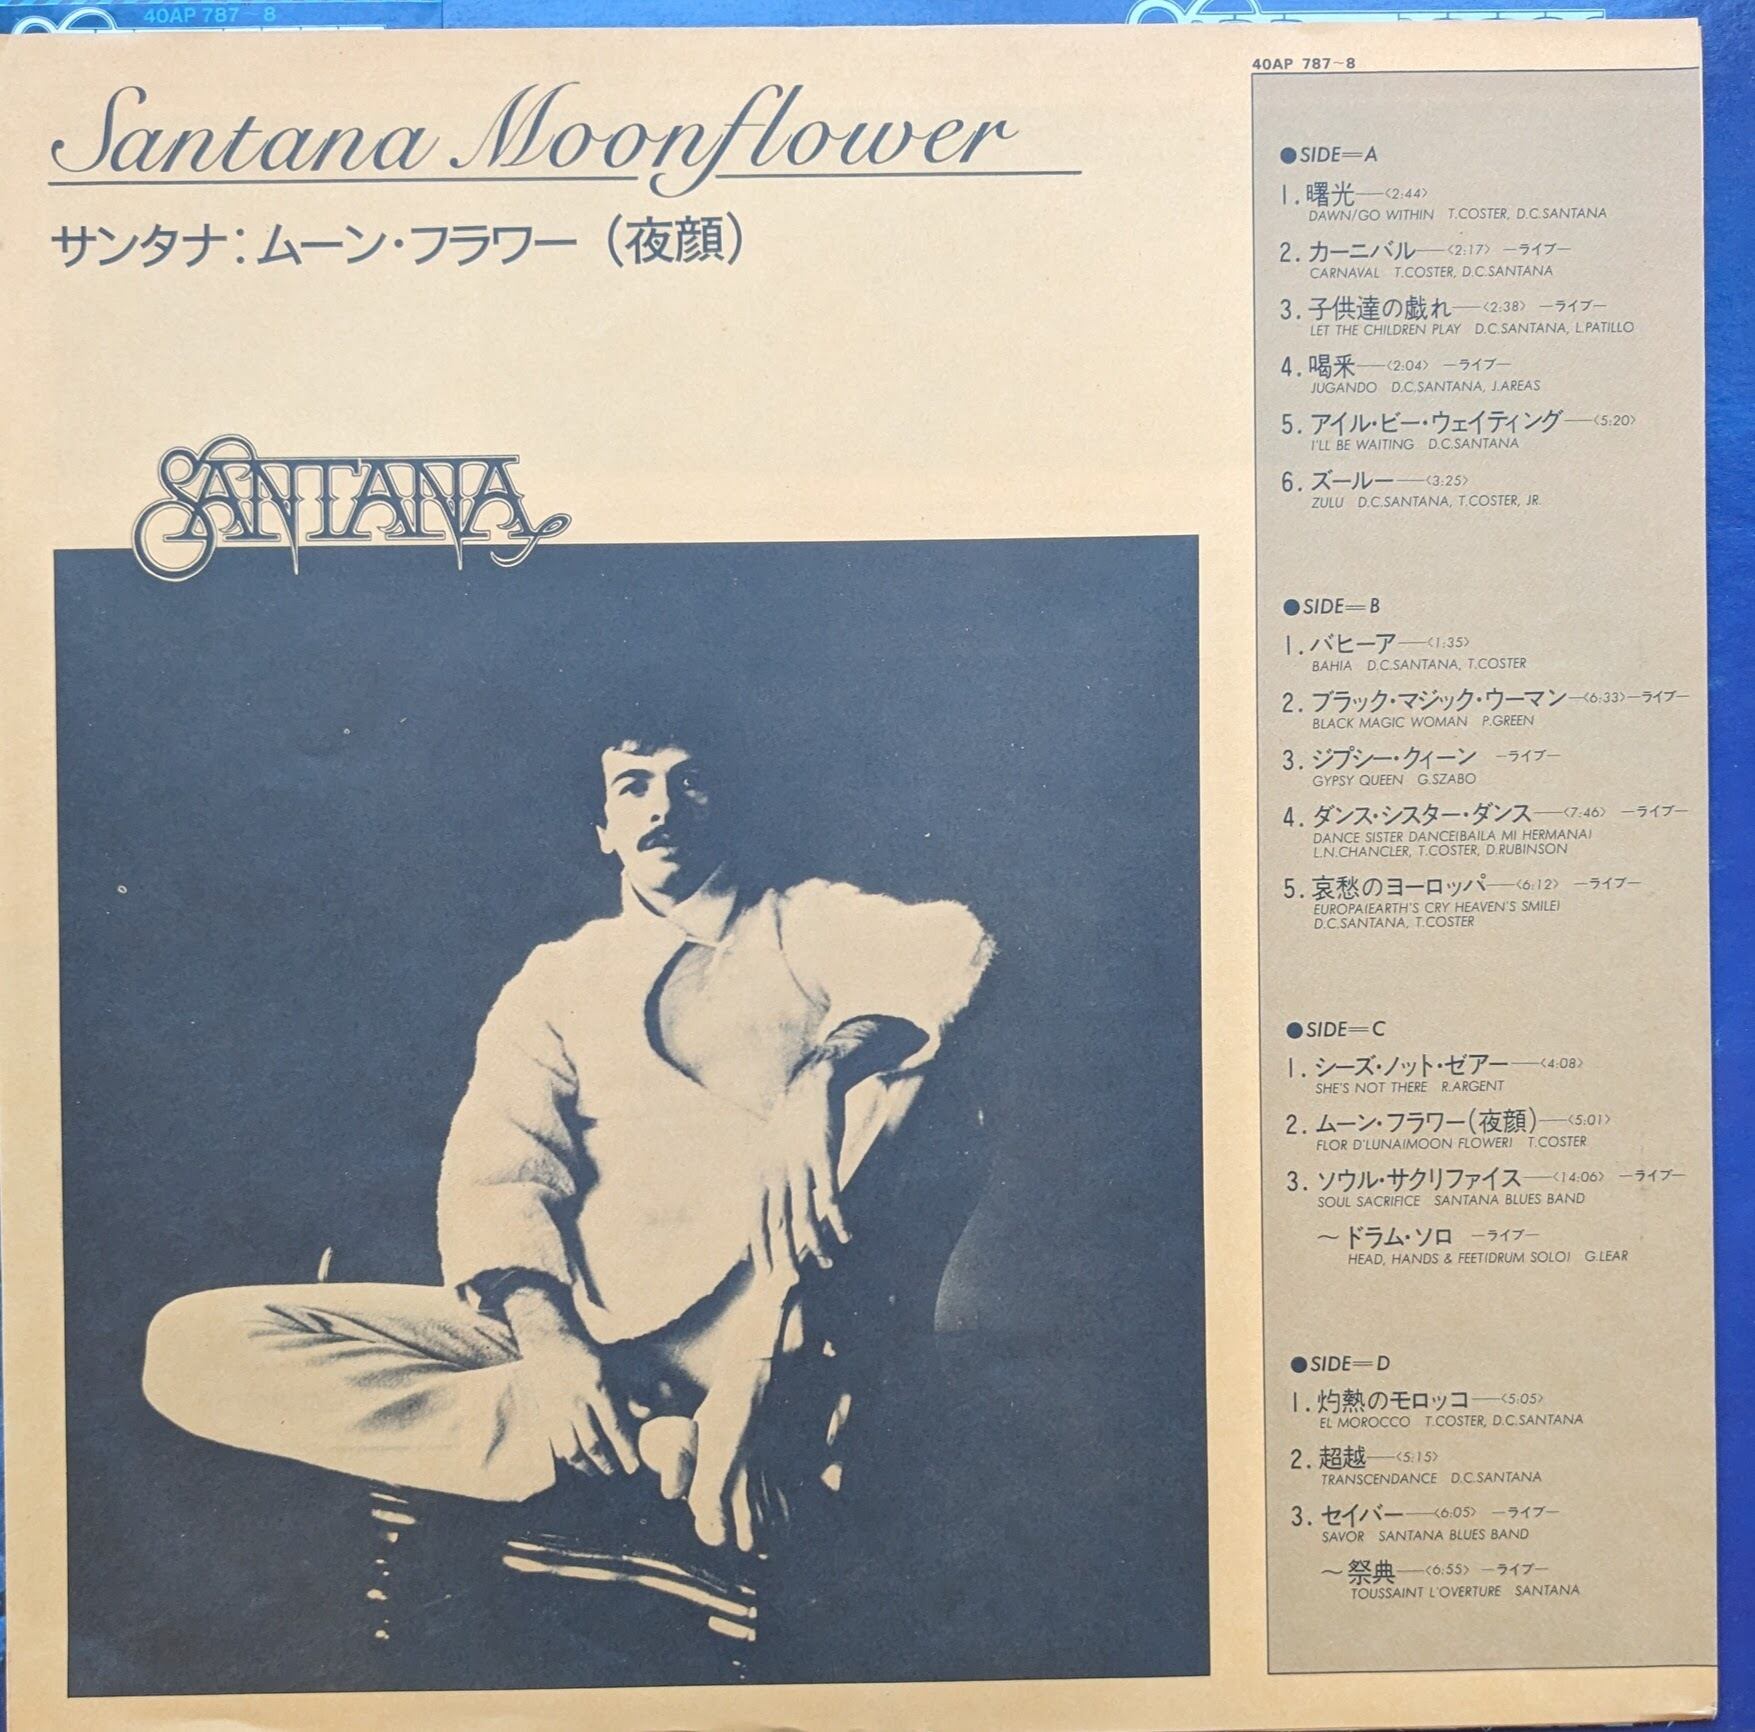 40AP 787~8
Santana Moonflower
サンタナ:ムーン・フラワー(夜顔)
SANTANA
40AP 787~8
●SIDE=A
1. 曙光—〈2:44〉
DAWN/GO WITHIN T.COSTER, D.C.SANTANA
2. カーニバル—〈2:17〉 —ライブ—
CARNAVAL T.COSTER, D.C.SANTANA
3. 子供達の戯れ—〈2:38〉 —ライブ—
LET THE CHILDREN PLAY D.C.SANTANA, L.PATILLO
4. 喝采—〈2:04〉 —ライブ—
JUGANDO D.C.SANTANA, J.AREAS
5. アイル・ビー・ウェイティング—〈5:20〉
I'LL BE WAITING D.C.SANTANA
6. ズールー—〈3:25〉
ZULU D.C.SANTANA, T.COSTER, JR.
●SIDE=B
1. バヒーア—〈1:35〉
BAHIA D.C.SANTANA, T.COSTER
2. ブラック・マジック・ウーマン—〈6:33〉—ライブ—
BLACK MAGIC WOMAN P.GREEN
3. ジプシー・クィーン —ライブ—
GYPSY QUEEN G.SZABO
4. ダンス・シスター・ダンス—〈7:46〉 —ライブ—
DANCE SISTER DANCE(BAILA MI HERMANA)
L.N.CHANCLER, T.COSTER, D.RUBINSON
5. 哀愁のヨーロッパ—〈6:12〉 —ライブ—
EUROPA(EARTH'S CRY HEAVEN'S SMILE)
D.C.SANTANA, T.COSTER
●SIDE=C
1. シーズ・ノット・ゼアー—〈4:08〉
SHE'S NOT THERE R.ARGENT
2. ムーン・フラワー(夜顔)—〈5:01〉
FLOR D'LUNA(MOON FLOWER) T.COSTER
3. ソウル・サクリファイス—〈14:06〉 —ライブ—
SOUL SACRIFICE SANTANA BLUES BAND
~ドラム・ソロ —ライブ—
HEAD, HANDS & FEET(DRUM SOLO) G.LEAR
●SIDE=D
1. 灼熱のモロッコ—〈5:05〉
EL MOROCCO T.COSTER, D.C.SANTANA
2. 超越—〈5:15〉
TRANSCENDANCE D.C.SANTANA
3. セイバー—〈6:05〉 —ライブ—
SAVOR SANTANA BLUES BAND
~祭典—〈6:55〉 —ライブ—
TOUSSAINT L'OVERTURE SANTANA